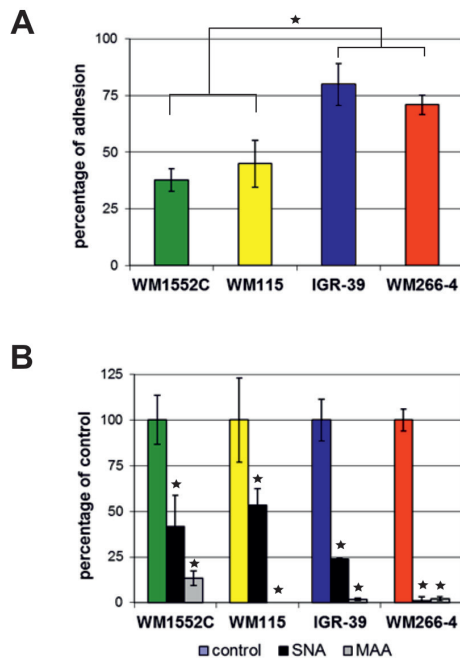 A
★
percentage of adhesion
100
75
50
25
0
WM1552C WM115 IGR-39 WM266-4
B
percentage of control
125
100
75
50
25
0
★ ★ ★ ★ ★ ★ ★ ★
WM1552C WM115 IGR-39 WM266-4
control SNA MAA